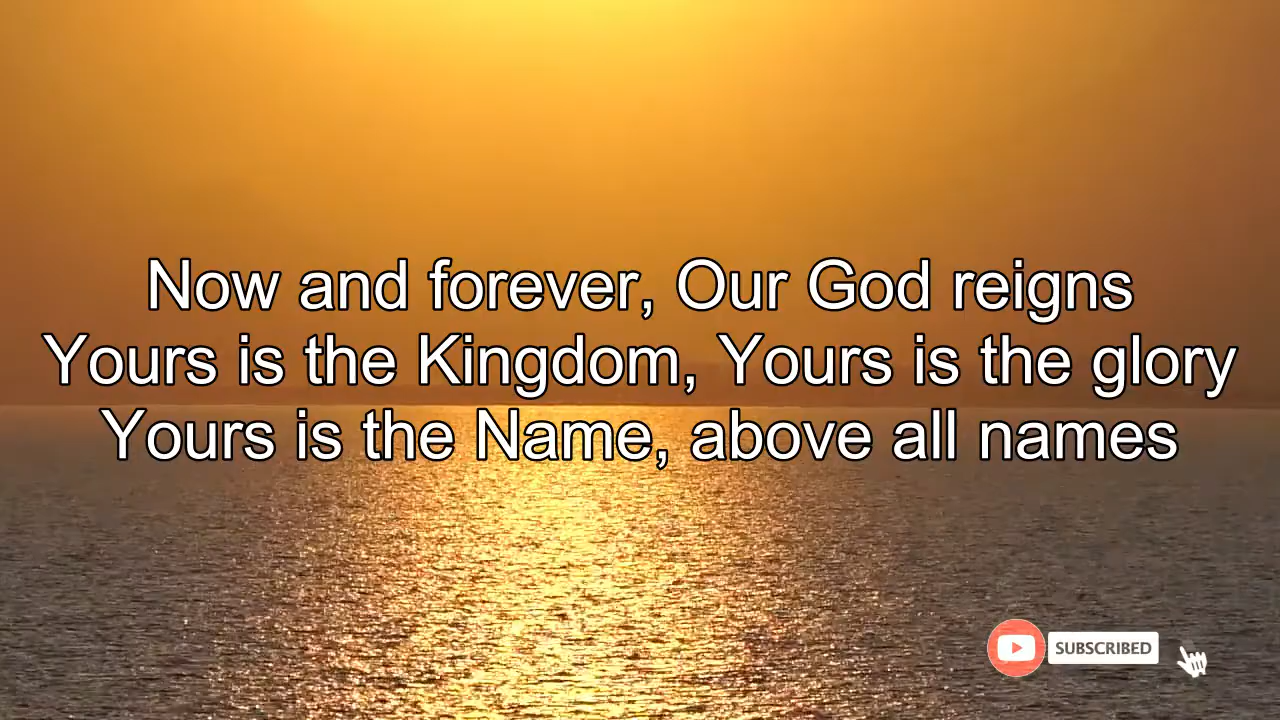 Now and forever, Our God reigns
Yours is the Kingdom, Yours is the glory
Yours is the Name, above all names
SUBSCRIBED